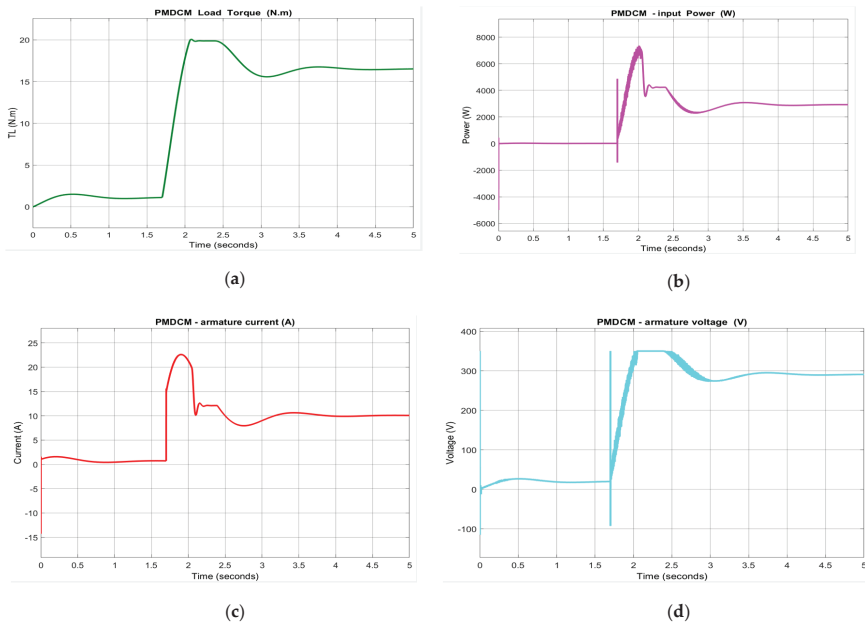 PMDCM Load Torque (N.m)
20
15
10
5
0
TL (N.m)
0 0.5 1 1.5 2 2.5 3 3.5 4 4.5 5
Time (seconds)
(a)
PMDCM - input Power (W)
8000
6000
4000
2000
0
-2000
-4000
-6000
Power (W)
0 0.5 1 1.5 2 2.5 3 3.5 4 4.5 5
Time (seconds)
(b)
PMDCM - armature current (A)
25
20
15
10
5
0
-5
-10
-15
Current (A)
0 0.5 1 1.5 2 2.5 3 3.5 4 4.5 5
Time (seconds)
(c)
PMDCM - armature voltage (V)
400
300
200
100
0
-100
Voltage (V)
0 0.5 1 1.5 2 2.5 3 3.5 4 4.5 5
Time (seconds)
(d)